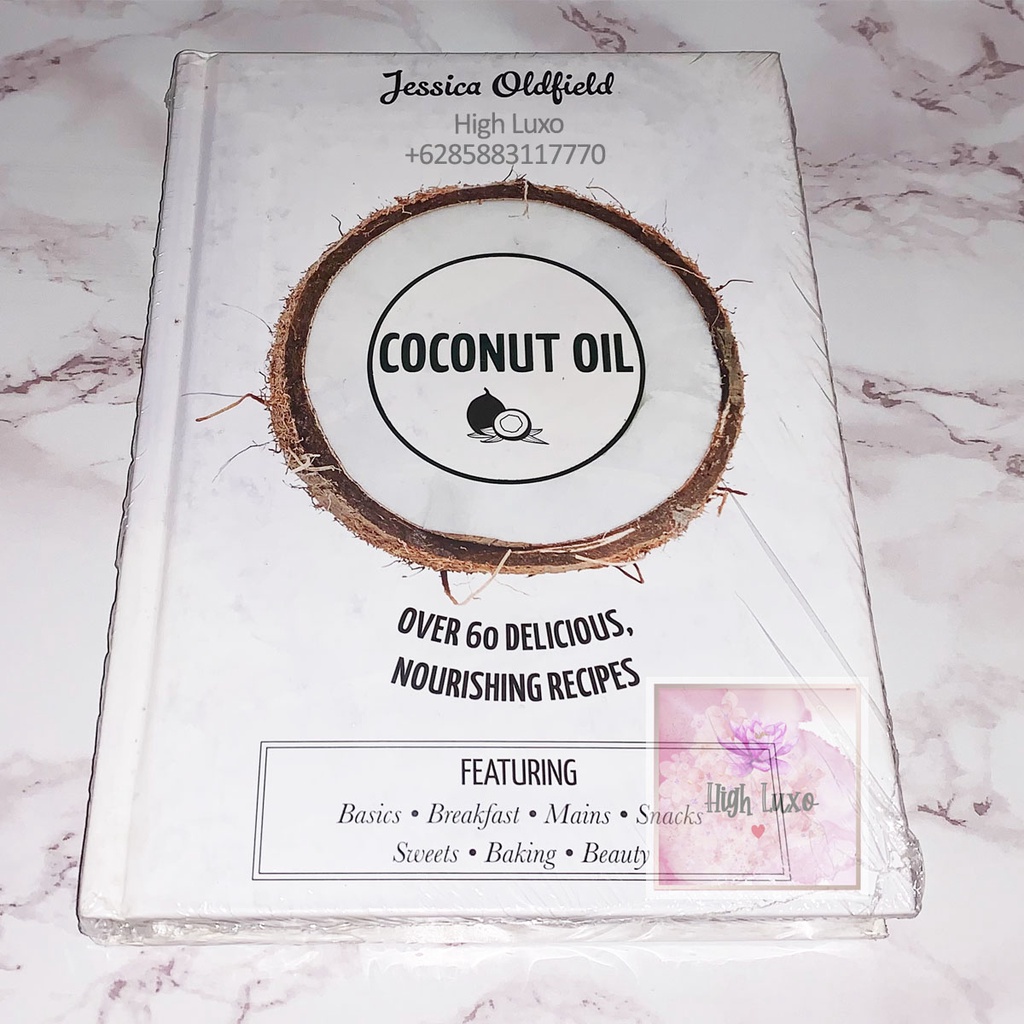 Jessica Oldfield
High Luxo
+6285883117770
COCONUT OIL
OVER 60 DELICIOUS,
NOURISHING RECIPES
FEATURING
Basics • Breakfast • Mains • Snacks
Sweets • Baking • Beauty
High Luxo